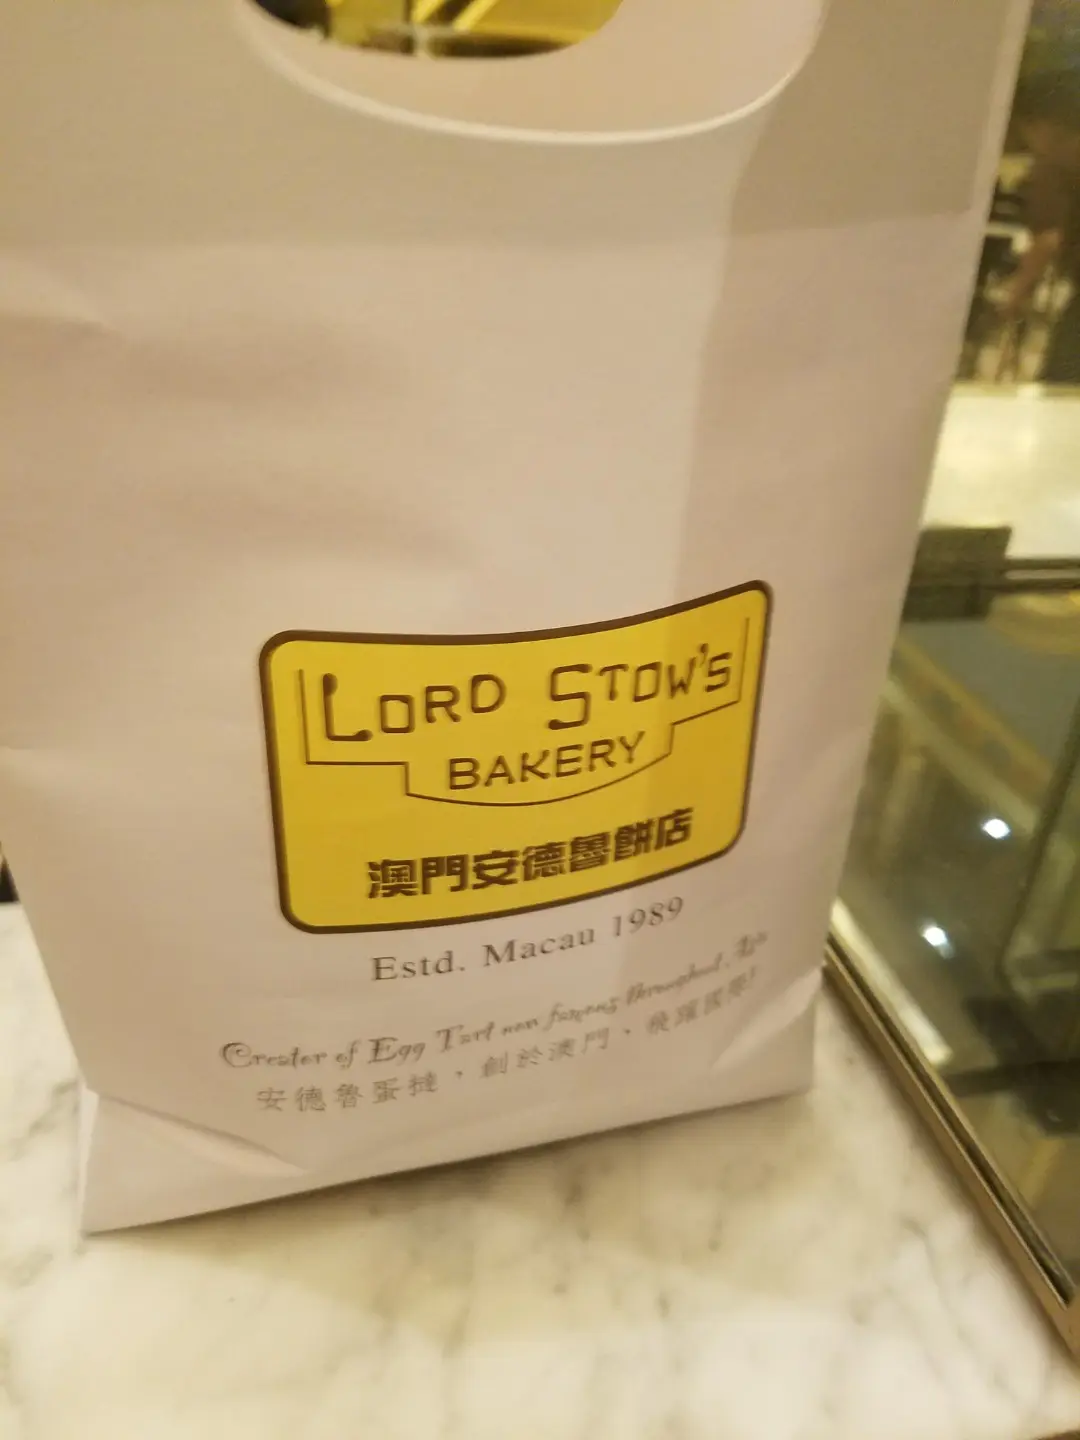 LORD STOW'S
BAKERY
澳門安德魯餅店
Estd. Macau 1989
Creator of Egg Tart now famous throughout Asia
安德魯蛋撻，創於澳門、飛躍國際!